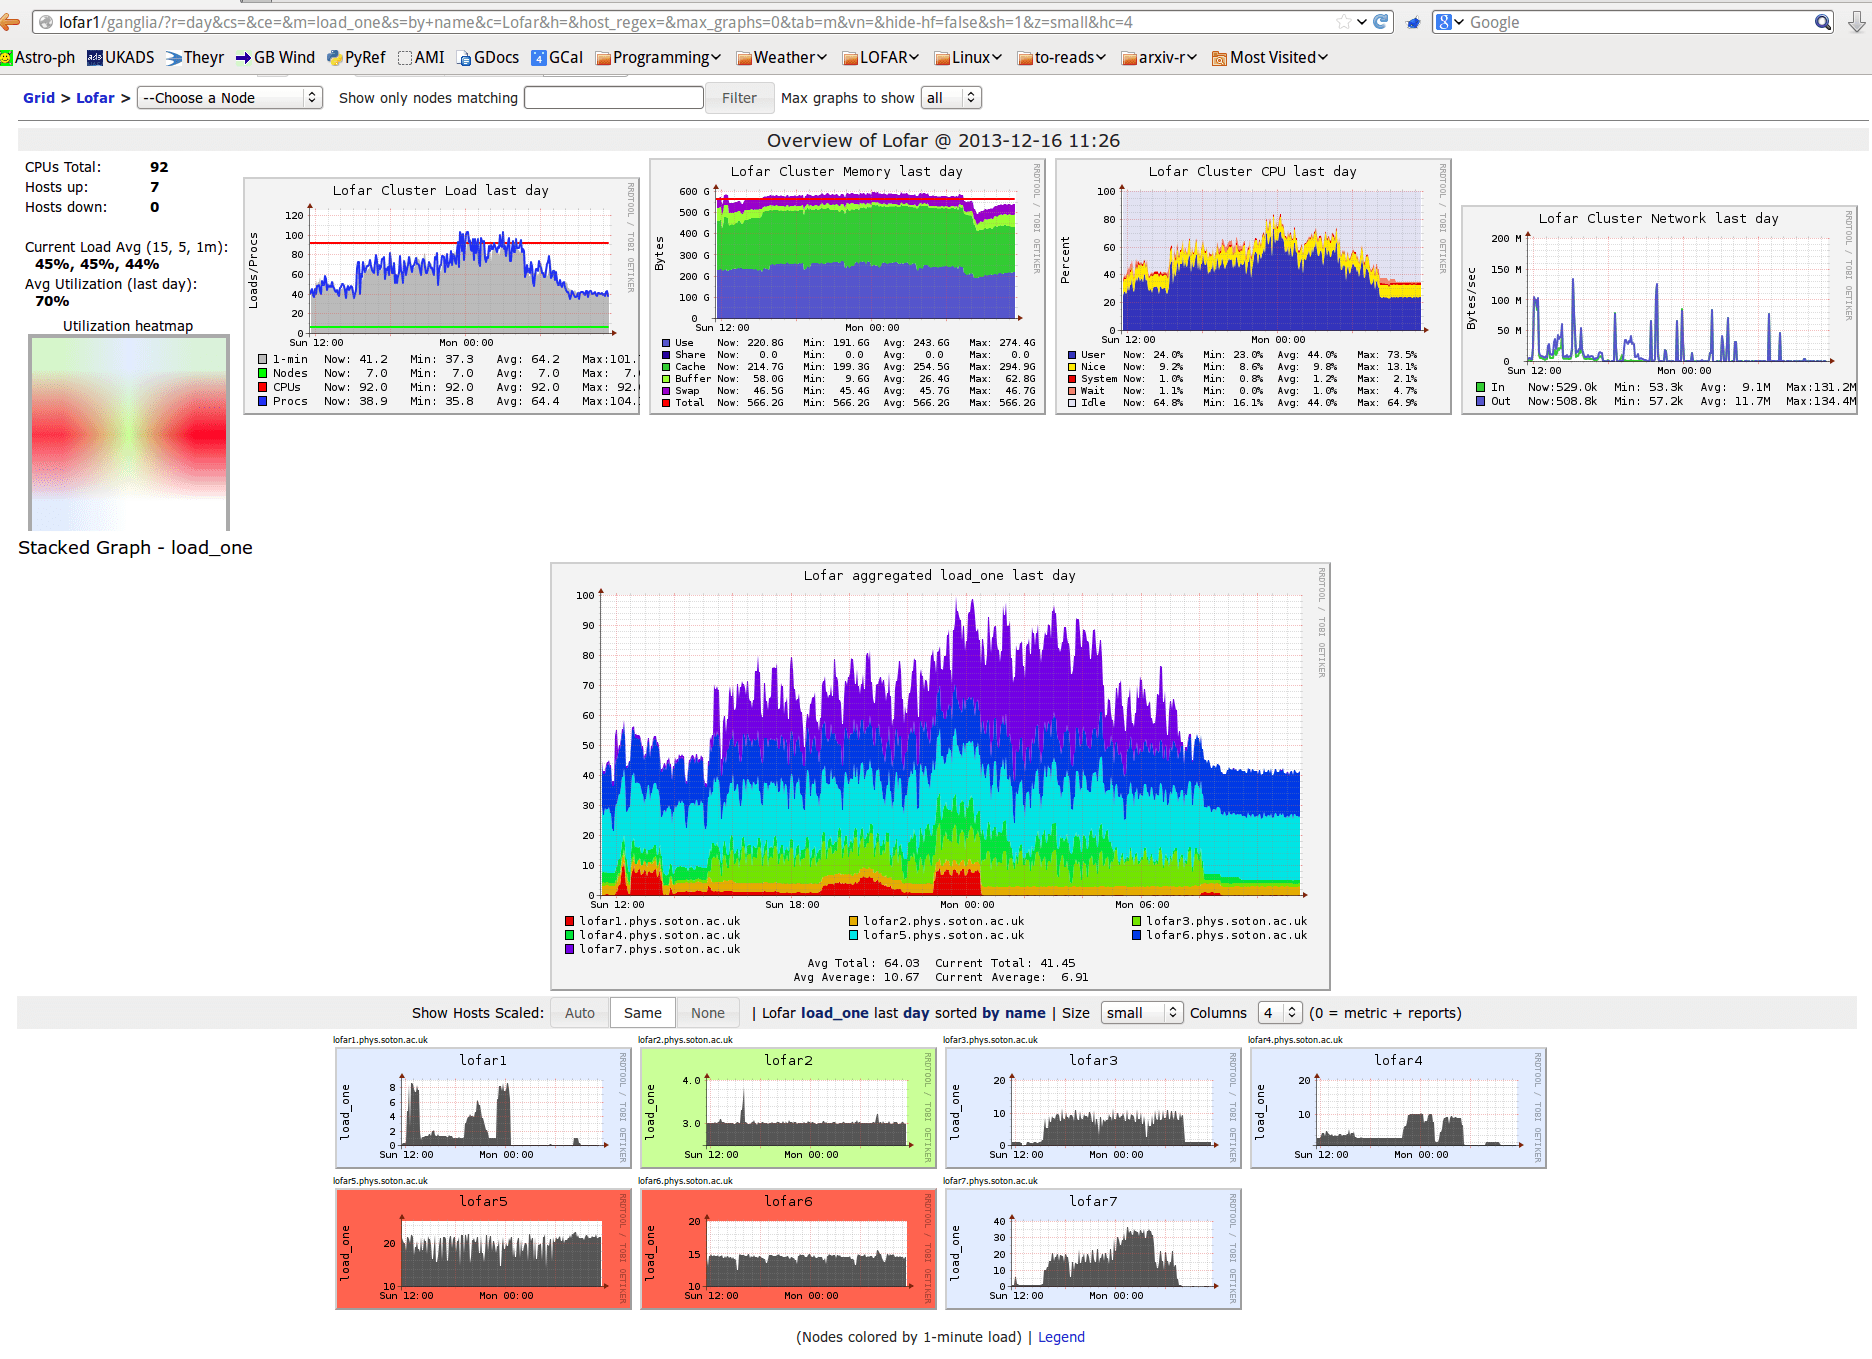 lofar1/ganglia/?r=day&cs=&ce=&m=load_one&s=by+name&c=Lofar&h=&host_regex=&max_graphs=0&tab=m&vn=&hide-hf=false&sh=1&z=small&hc=4
Google
Astro-ph UKADS Theyr GB Wind PyRef AMI GDocs GCal Programming Weather LOFAR Linux to-reads arxiv-r Most Visited
Grid > Lofar > --Choose a Node Show only nodes matching Filter Max graphs to show all
Overview of Lofar @ 2013-12-16 11:26
CPUs Total: 92
Hosts up: 7
Hosts down: 0
Current Load Avg (15, 5, 1m):
45%, 45%, 44%
Avg Utilization (last day):
70%
Utilization heatmap
Lofar Cluster Load last day
RRDTOOL / TOBI OETIKER
Loads/Procs
120
100
80
60
40
20
0
Sun 12:00 Mon 00:00
1-min Now: 41.2 Min: 37.3 Avg: 64.2 Max:101.
Nodes Now: 7.0 Min: 7.0 Avg: 7.0 Max: 7.
CPUs Now: 92.0 Min: 92.0 Avg: 92.0 Max: 92.
Procs Now: 38.9 Min: 35.8 Avg: 64.4 Max:104.
Lofar Cluster Memory last day
RRDTOOL / TOBI OETIKER
Bytes
600 G
500 G
400 G
300 G
200 G
100 G
0
Sun 12:00 Mon 00:00
Use Now: 220.8G Min: 191.6G Avg: 243.6G Max: 274.4G
Share Now: 0.0 Min: 0.0 Avg: 0.0 Max: 0.0
Cache Now: 214.7G Min: 199.3G Avg: 254.5G Max: 294.9G
Buffer Now: 58.0G Min: 9.6G Avg: 26.4G Max: 62.8G
Swap Now: 46.5G Min: 45.4G Avg: 45.7G Max: 46.7G
Total Now: 566.2G Min: 566.2G Avg: 566.2G Max: 566.2G
Lofar Cluster CPU last day
RRDTOOL / TOBI OETIKER
Percent
100
80
60
40
20
0
Sun 12:00 Mon 00:00
User Now: 24.0% Min: 23.0% Avg: 44.0% Max: 73.5%
Nice Now: 9.2% Min: 8.6% Avg: 9.8% Max: 13.1%
System Now: 1.0% Min: 0.8% Avg: 1.2% Max: 2.1%
Wait Now: 1.1% Min: 0.0% Avg: 1.0% Max: 4.7%
Idle Now: 64.8% Min: 16.1% Avg: 44.0% Max: 64.9%
Lofar Cluster Network last day
RRDTOOL / TOBI OETIKER
Bytes/sec
200 M
150 M
100 M
50 M
0
Sun 12:00 Mon 00:00
In Now:529.0k Min: 53.3k Avg: 9.1M Max:131.2M
Out Now:508.8k Min: 57.2k Avg: 11.7M Max:134.4M
Stacked Graph - load_one
Lofar aggregated load_one last day
RRDTOOL / TOBI OETIKER
100
90
80
70
60
50
40
30
20
10
0
Sun 12:00 Sun 18:00 Mon 00:00 Mon 06:00
lofar1.phys.soton.ac.uk lofar2.phys.soton.ac.uk lofar3.phys.soton.ac.uk
lofar4.phys.soton.ac.uk lofar5.phys.soton.ac.uk lofar6.phys.soton.ac.uk
lofar7.phys.soton.ac.uk
Avg Total: 64.03 Current Total: 41.45
Avg Average: 10.67 Current Average: 6.91
Show Hosts Scaled: Auto Same None | Lofar load_one last day sorted by name | Size small Columns 4 (0 = metric + reports)
lofar1.phys.soton.ac.uk
lofar1
RRDTOOL / TOBI OETIKER
load_one
8
6
4
2
0
Sun 12:00 Mon 00:00
lofar2.phys.soton.ac.uk
lofar2
RRDTOOL / TOBI OETIKER
load_one
4.0
3.0
Sun 12:00 Mon 00:00
lofar3.phys.soton.ac.uk
lofar3
RRDTOOL / TOBI OETIKER
load_one
20
10
0
Sun 12:00 Mon 00:00
lofar4.phys.soton.ac.uk
lofar4
RRDTOOL / TOBI OETIKER
load_one
20
10
Sun 12:00 Mon 00:00
lofar5.phys.soton.ac.uk
lofar5
RRDTOOL / TOBI OETIKER
load_one
20
10
Sun 12:00 Mon 00:00
lofar6.phys.soton.ac.uk
lofar6
RRDTOOL / TOBI OETIKER
load_one
20
15
10
Sun 12:00 Mon 00:00
lofar7.phys.soton.ac.uk
lofar7
RRDTOOL / TOBI OETIKER
load_one
40
30
20
10
0
Sun 12:00 Mon 00:00
(Nodes colored by 1-minute load) | Legend